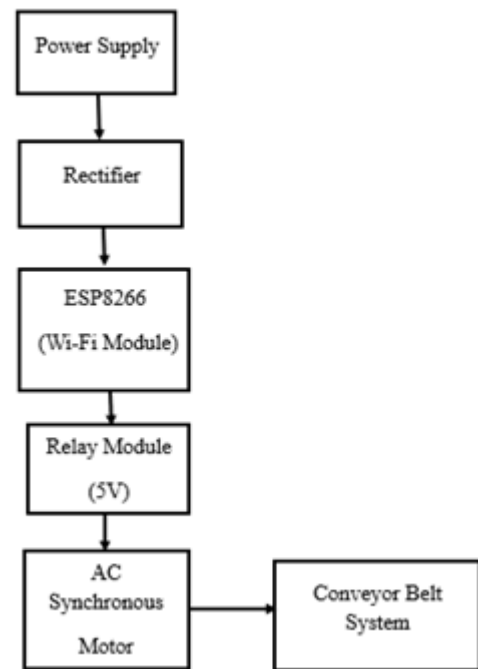 Power Supply
Rectifier
ESP8266
(Wi-Fi Module)
Relay Module
(5V)
AC
Synchronous
Motor
Conveyor Belt
System